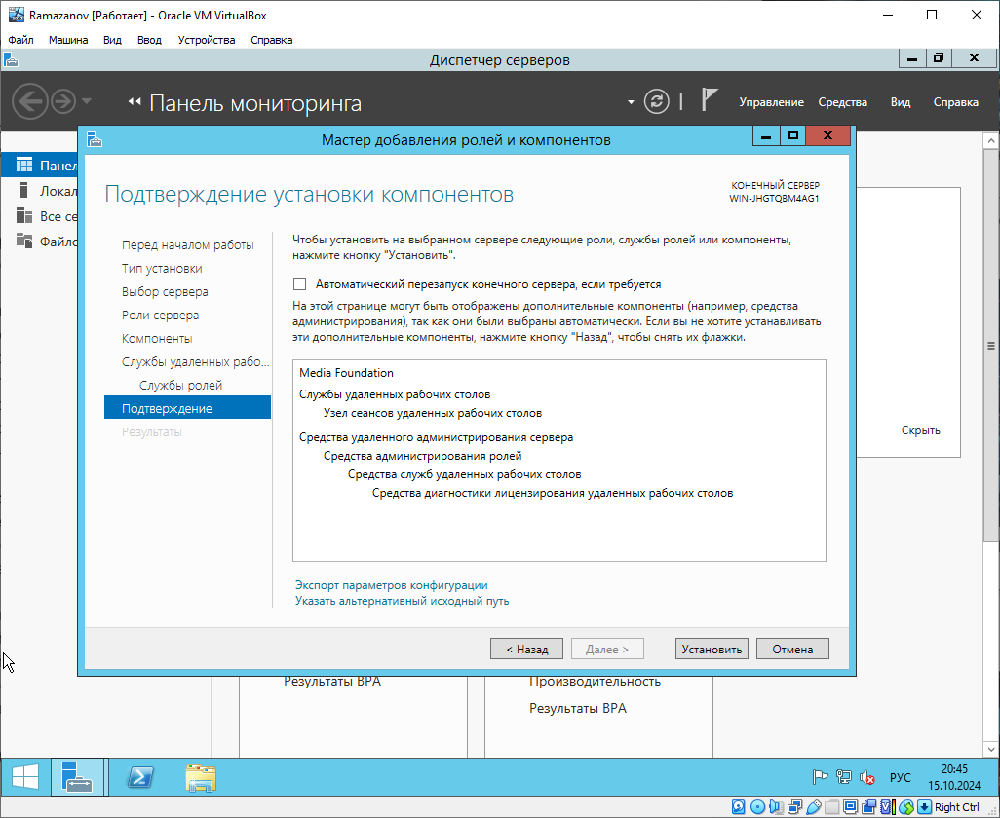 Ramazanov [Работает] - Oracle VM VirtualBox
Файл Машина Вид Ввод Устройства Справка
Диспетчер серверов
Панель мониторинга
Управление Средства Вид Справка
Мастер добавления ролей и компонентов
Панел
Локал
Все се
Файло
Подтверждение установки компонентов
КОНЕЧНЫЙ СЕРВЕР
WIN-JHGTQBM4AG1
Перед началом работы
Тип установки
Выбор сервера
Роли сервера
Компоненты
Службы удаленных рабо...
Службы ролей
Подтверждение
Результаты
Чтобы установить на выбранном сервере следующие роли, службы ролей или компоненты,
нажмите кнопку "Установить".
Автоматический перезапуск конечного сервера, если требуется
На этой странице могут быть отображены дополнительные компоненты (например, средства
администрирования), так как они были выбраны автоматически. Если вы не хотите устанавливать
эти дополнительные компоненты, нажмите кнопку "Назад", чтобы снять их флажки.
Media Foundation
Службы удаленных рабочих столов
Узел сеансов удаленных рабочих столов
Средства удаленного администрирования сервера
Средства администрирования ролей
Средства служб удаленных рабочих столов
Средства диагностики лицензирования удаленных рабочих столов
Скрыть
Экспорт параметров конфигурации
Указать альтернативный исходный путь
< Назад
Далее >
Установить
Отмена
Результаты BPA
Производительность
Результаты BPA
РУС
20:45
15.10.2024
Right Ctrl